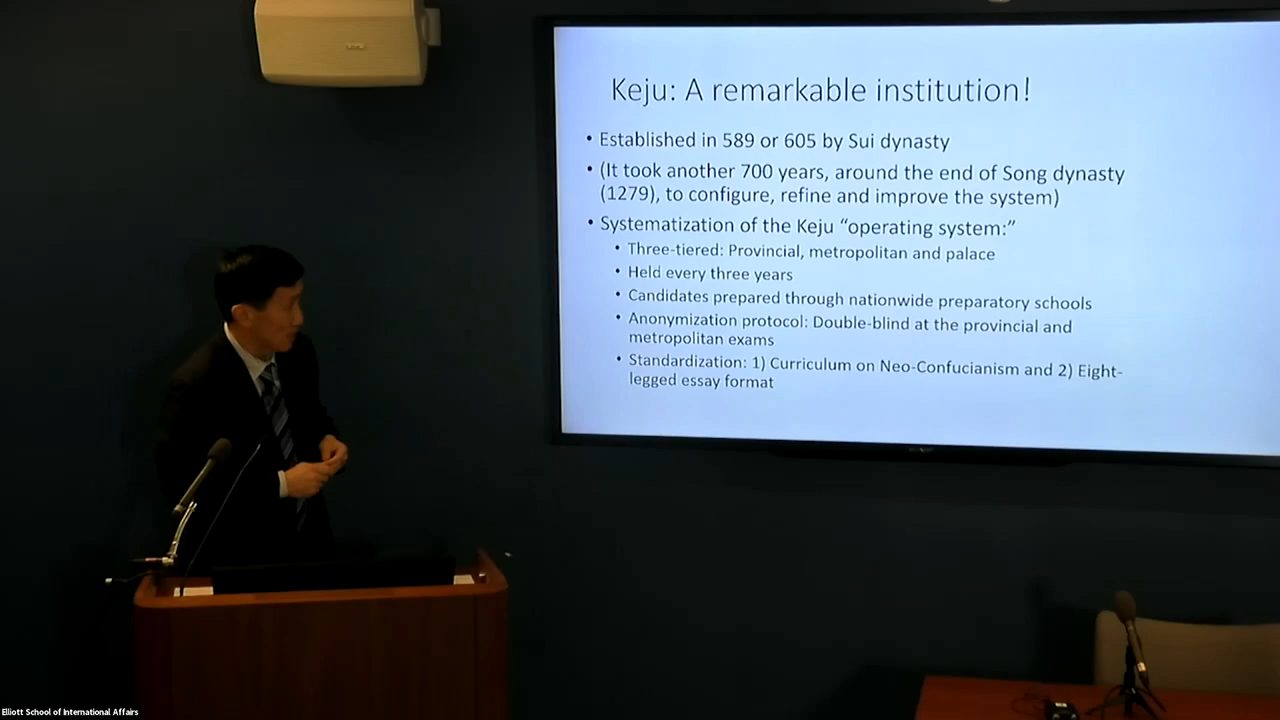 Keju: A remarkable institution!
• Established in 589 or 605 by Sui dynasty
• (It took another 700 years, around the end of Song dynasty
(1279), to configure, refine and improve the system)
• Systematization of the Keju “operating system:”
• Three-tiered: Provincial, metropolitan and palace
• Held every three years
• Candidates prepared through nationwide preparatory schools
• Anonymization protocol: Double-blind at the provincial and
metropolitan exams
• Standardization: 1) Curriculum on Neo-Confucianism and 2) Eight-
legged essay format
Elliott School of International Affairs